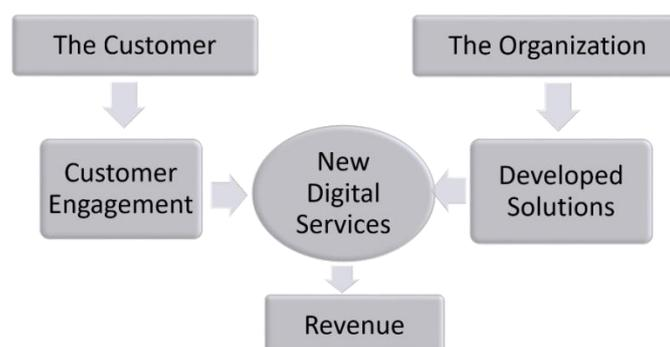 The Customer
The Organization
Customer
Engagement
New
Digital
Services
Developed
Solutions
Revenue